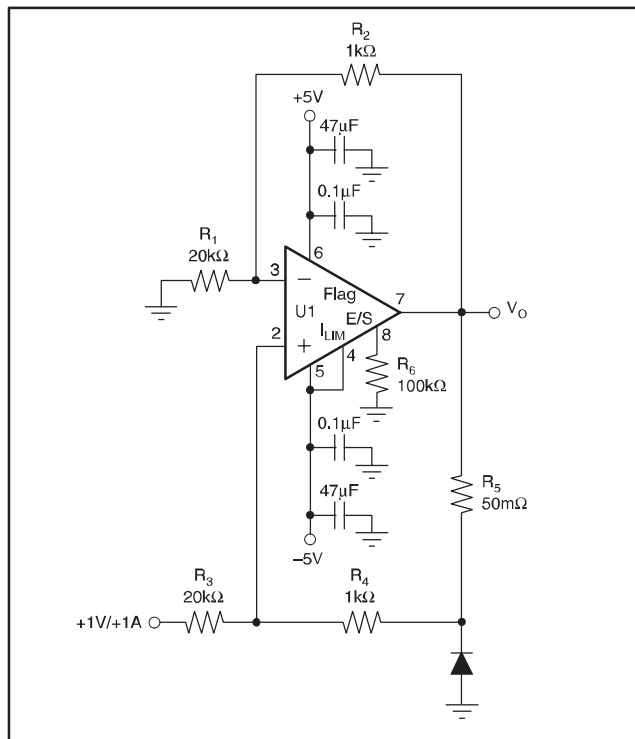 R2
1kΩ
+5V
47µF
0.1µF
R1
20kΩ
6
3
−
Flag
7
VO
U1
E/S
8
2
+
ILIM
4
5
R6
100kΩ
0.1µF
R5
50mΩ
47µF
–5V
R3
20kΩ
R4
1kΩ
+1V/+1A